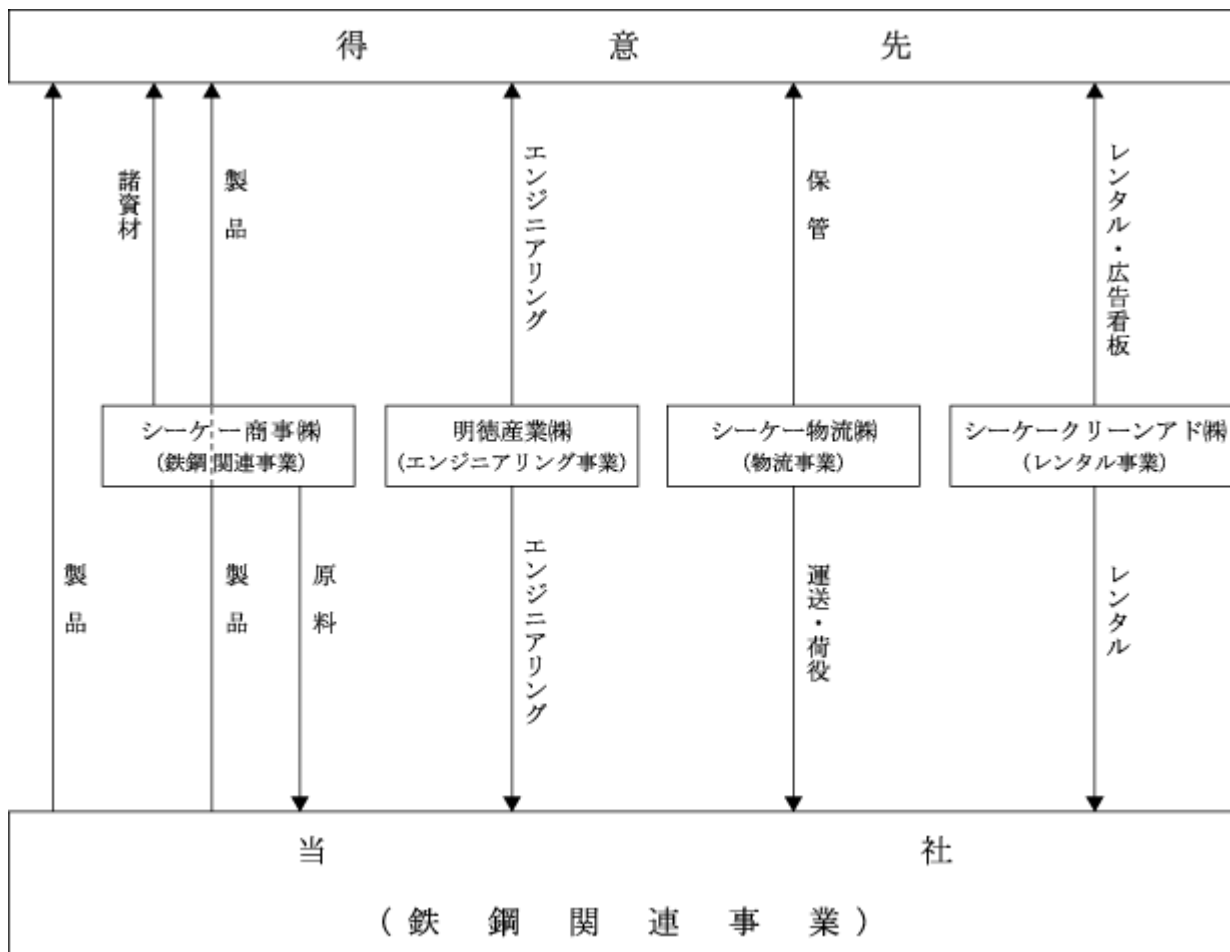 得意先
諸資材
製品
エンジニアリング
保管
レンタル・広告看板
シーケー商事㈱
(鉄鋼関連事業)
明徳産業㈱
(エンジニアリング事業)
シーケー物流㈱
(物流事業)
シーケークリーンアド㈱
(レンタル事業)
製品
製品
原料
エンジニアリング
運送・荷役
レンタル
当社
(鉄鋼関連事業)